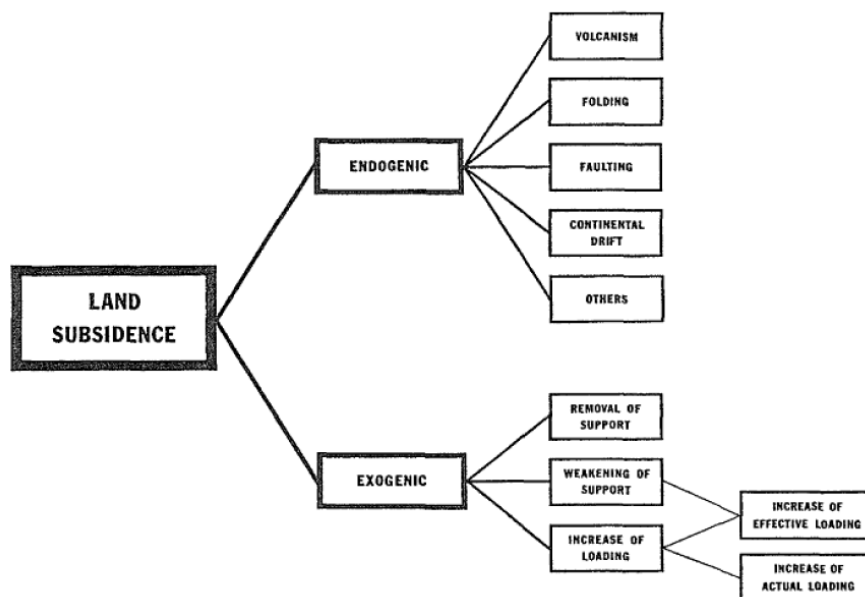 VOLCANISM
FOLDING
ENDOGENIC
FAULTING
CONTINENTAL
DRIFT
OTHERS
LAND
SUBSIDENCE
REMOVAL OF
SUPPORT
EXOGENIC
WEAKENING OF
SUPPORT
INCREASE OF
LOADING
INCREASE OF
EFFECTIVE LOADING
INCREASE OF
ACTUAL LOADING